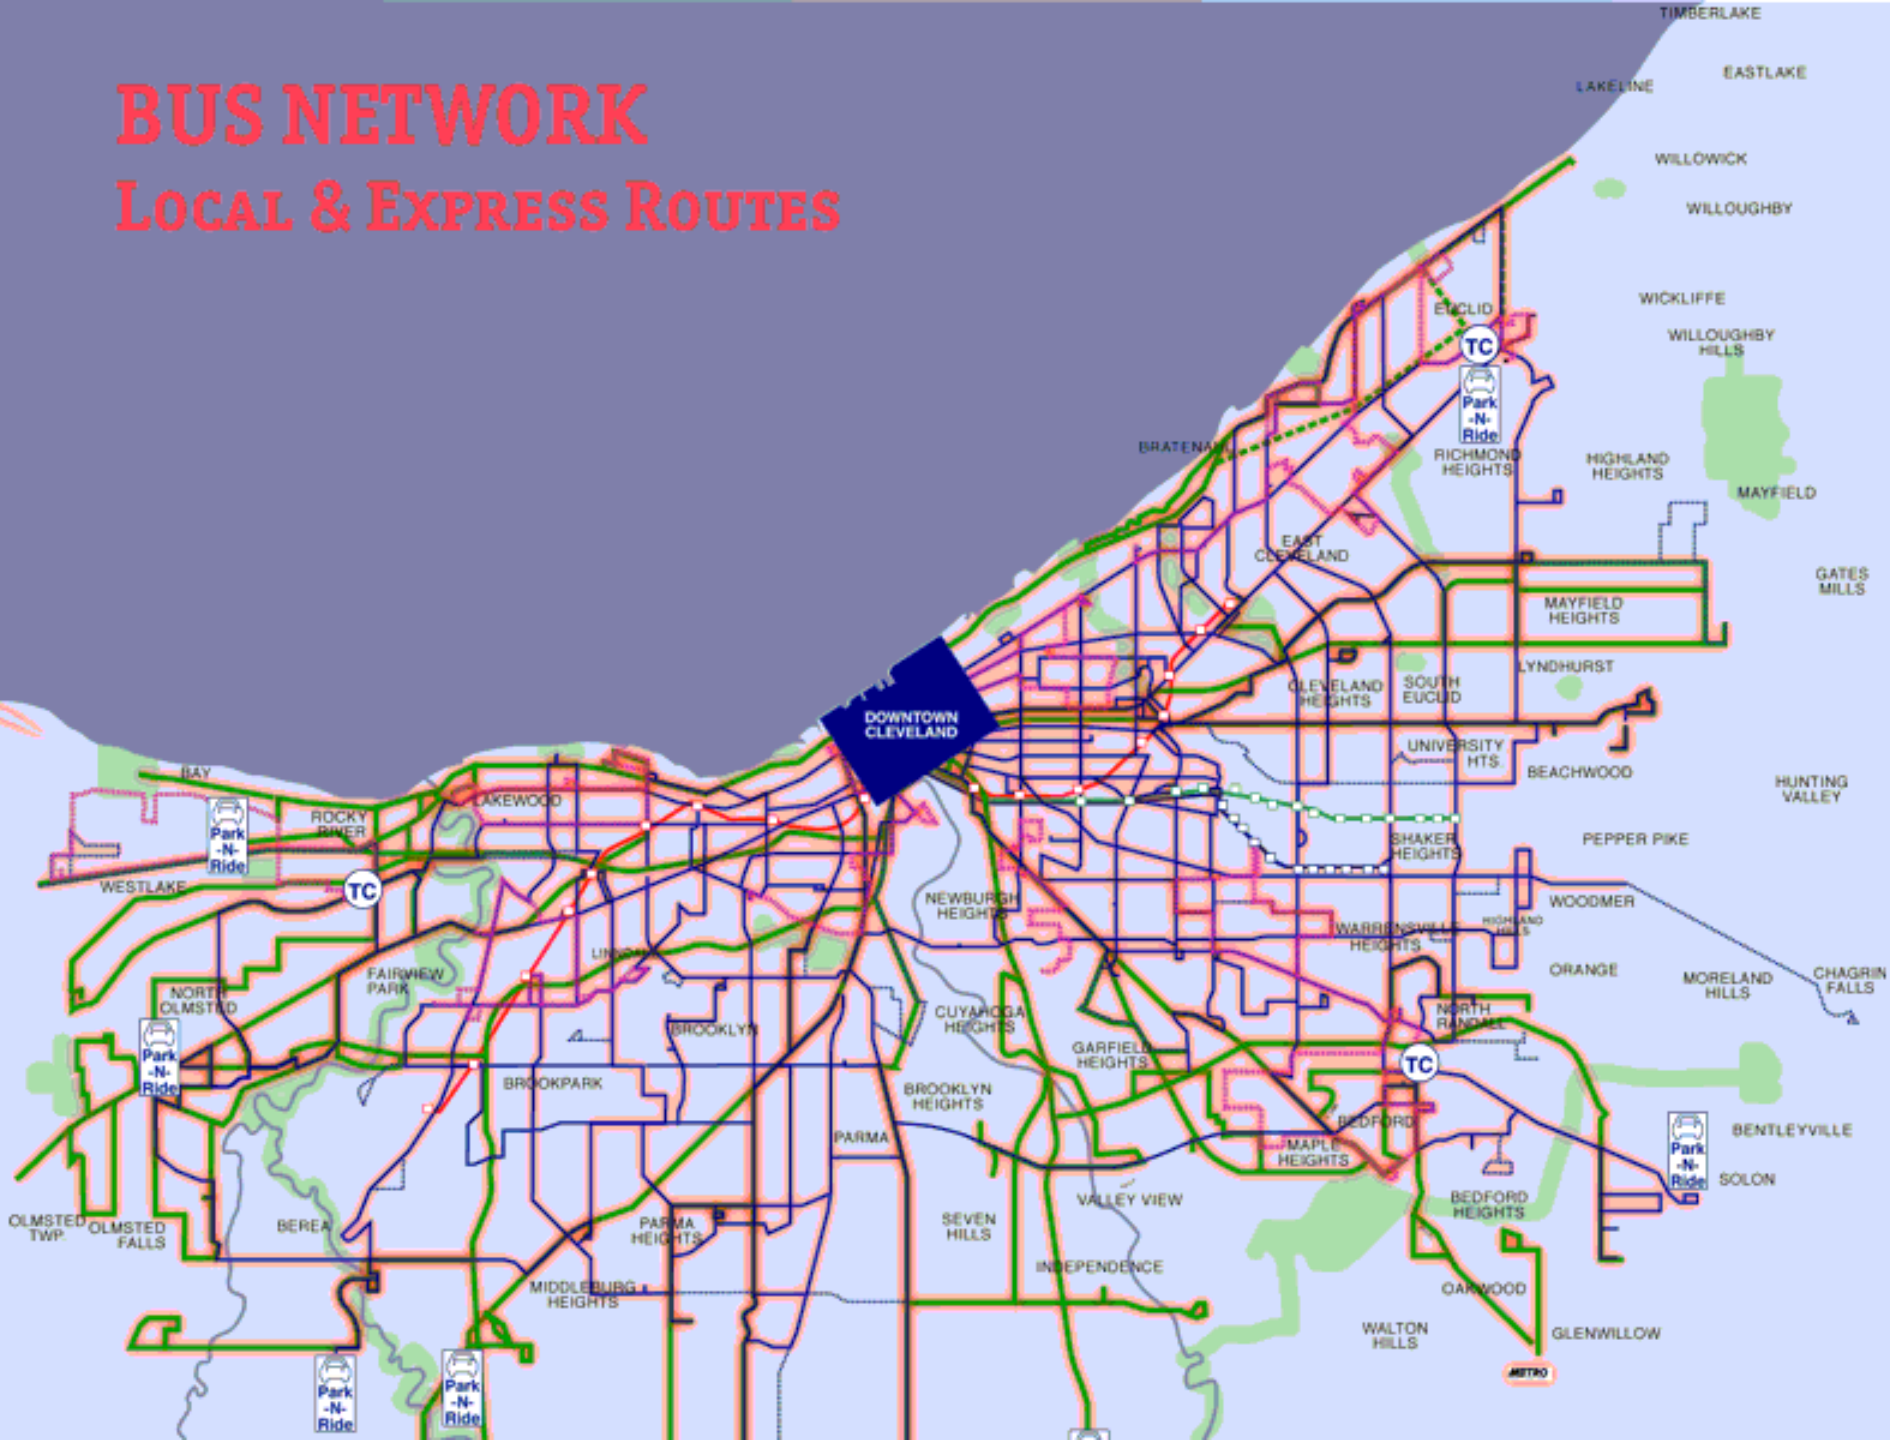 BUS NETWORK
LOCAL & EXPRESS ROUTES
TIMBERLAKE
EASTLAKE
LAKELINE
WILLOWICK
WILLOUGHBY
WICKLIFFE
EUCLID
WILLOUGHBY
HILLS
TC
Park
-N-
Ride
BRATENAHL
RICHMOND
HEIGHTS
HIGHLAND
HEIGHTS
MAYFIELD
EAST
CLEVELAND
GATES
MILLS
MAYFIELD
HEIGHTS
LYNDHURST
CLEVELAND
HEIGHTS
SOUTH
EUCLID
DOWNTOWN
CLEVELAND
UNIVERSITY
HTS.
BEACHWOOD
HUNTING
VALLEY
BAY
LAKEWOOD
ROCKY
RIVER
Park
-N-
Ride
SHAKER
HEIGHTS
PEPPER PIKE
WESTLAKE
TC
NEWBURGH
HEIGHTS
WOODMER
HIGHLAND
HILLS
WARRENSVILLE
HEIGHTS
LINNDALE
FAIRVIEW
PARK
ORANGE
MORELAND
HILLS
CHAGRIN
FALLS
NORTH
OLMSTED
CUYAHOGA
HEIGHTS
NORTH
RANDALL
BROOKLYN
Park
-N-
Ride
GARFIELD
HEIGHTS
TC
BROOKPARK
BROOKLYN
HEIGHTS
BEDFORD
PARMA
MAPLE
HEIGHTS
BENTLEYVILLE
Park
-N-
Ride
SOLON
VALLEY VIEW
BEDFORD
HEIGHTS
OLMSTED
TWP.
OLMSTED
FALLS
BEREA
PARMA
HEIGHTS
SEVEN
HILLS
INDEPENDENCE
MIDDLEBURG
HEIGHTS
OAKWOOD
WALTON
HILLS
GLENWILLOW
METRO
Park
-N-
Ride
Park
-N-
Ride